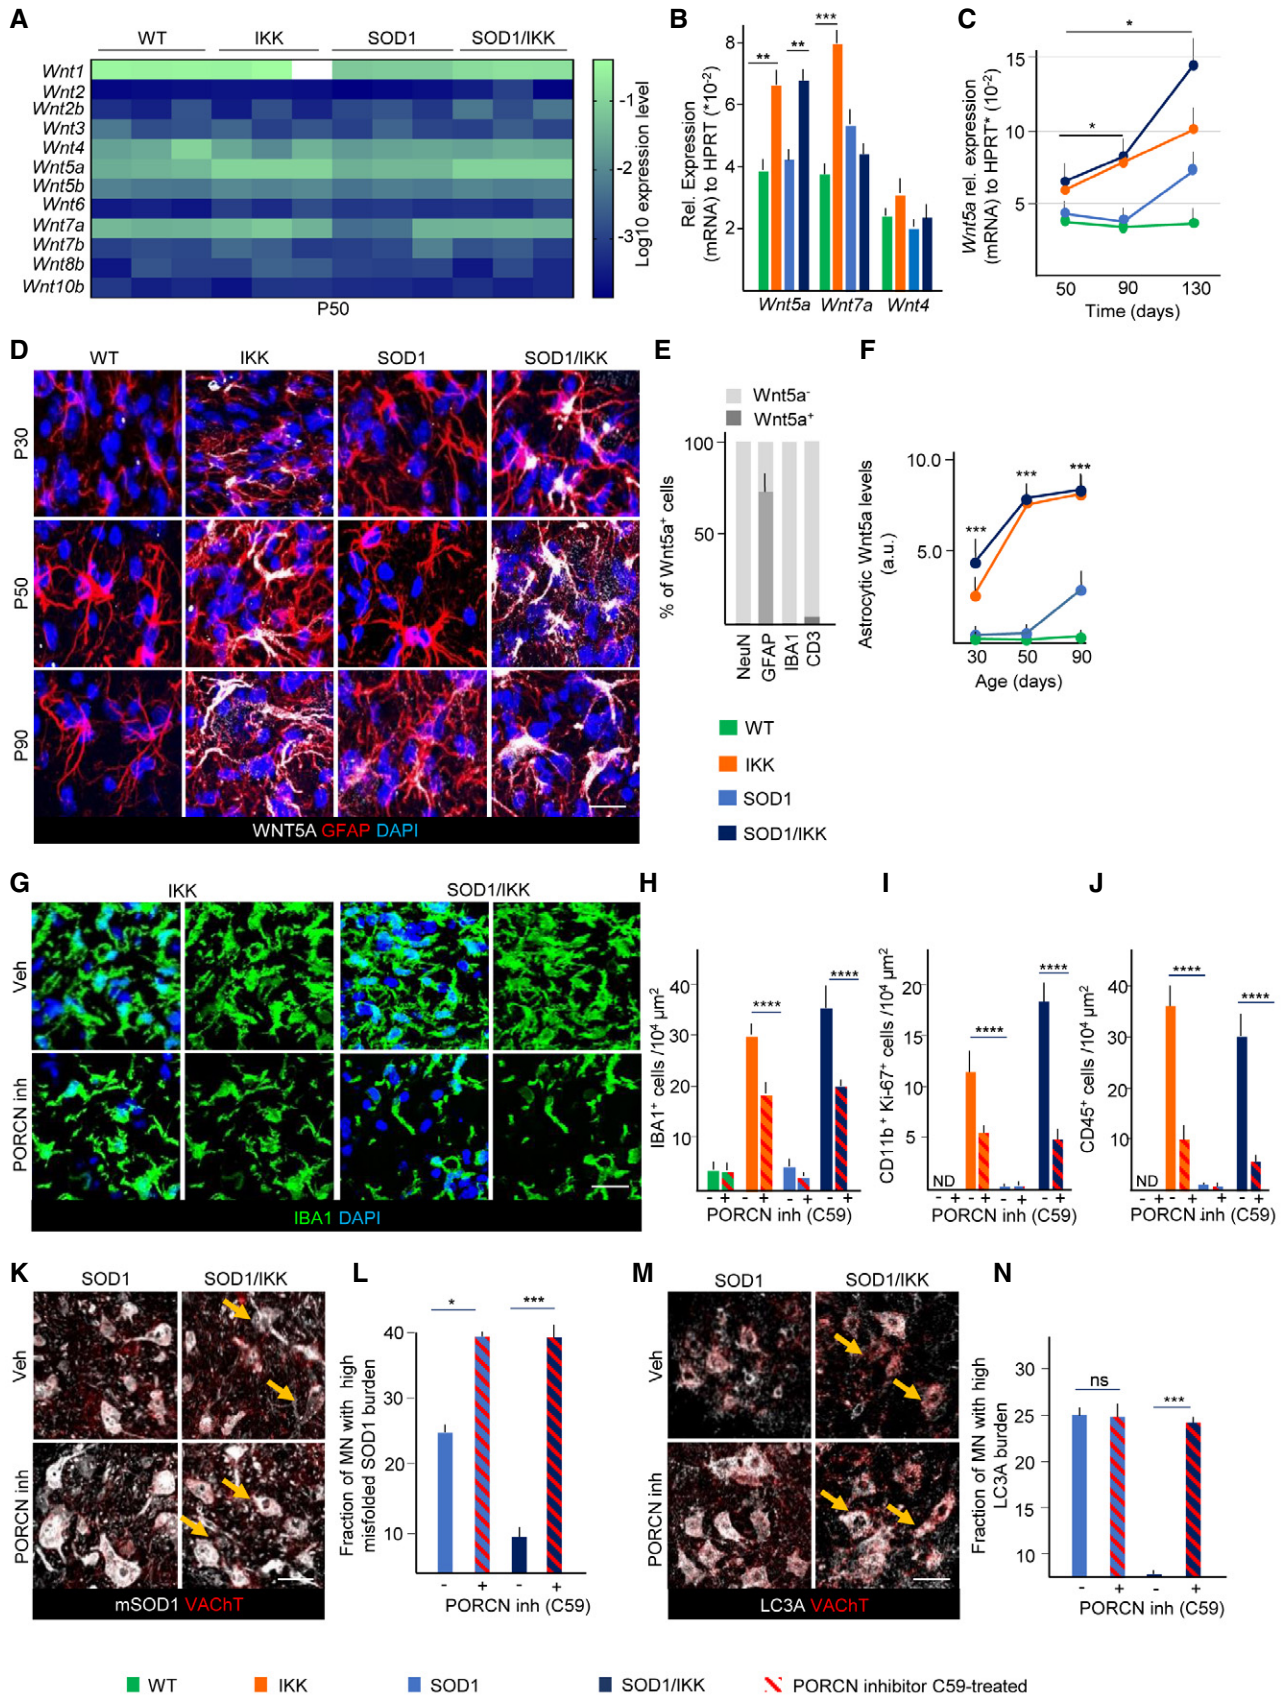 A
WT IKK SOD1 SOD1/IKK
Wnt1
Wnt2
Wnt2b
Wnt3
Wnt4
Wnt5a
Wnt5b
Wnt6
Wnt7a
Wnt7b
Wnt8b
Wnt10b
P50
-1
-2
-3
Log10 expression level
B
Rel. Expression
(mRNA) to HPRT (*10-2)
8
6
4
2
** ** ***
Wnt5a Wnt7a Wnt4
C
Wnt5a rel. expression
(mRNA) to HPRT* (10-2)
15
10
5
*
*
50 90 130
Time (days)
D
WT IKK SOD1 SOD1/IKK
P30
P50
P90
WNT5A GFAP DAPI
E
Wnt5a-
Wnt5a+
% of Wnt5a+ cells
100
50
NeuN
GFAP
IBA1
CD3
F
Astrocytic Wnt5a levels
(a.u.)
10.0
5.0
*** *** ***
30 50 90
Age (days)
WT
IKK
SOD1
SOD1/IKK
G
IKK SOD1/IKK
Veh
PORCN inh
IBA1 DAPI
H
IBA1+ cells /10⁴ µm²
40
30
20
10
**** ****
- + - + - + - +
PORCN inh (C59)
I
CD11b+ Ki-67+ cells /10⁴ µm²
20
15
10
5
**** ****
ND
- + - + - + - +
PORCN inh (C59)
J
CD45+ cells /10⁴ µm²
40
30
20
10
**** ****
ND
- + - + - + - +
PORCN inh (C59)
K
SOD1 SOD1/IKK
Veh
PORCN inh
mSOD1 VAChT
L
Fraction of MN with high
misfolded SOD1 burden
40
30
20
10
* ***
- + - +
PORCN inh (C59)
M
SOD1 SOD1/IKK
Veh
PORCN inh
LC3A VAChT
N
Fraction of MN with high
LC3A burden
30
25
20
25
15
10
ns ***
- + - +
PORCN inh (C59)
WT IKK SOD1 SOD1/IKK PORCN inhibitor C59-treated